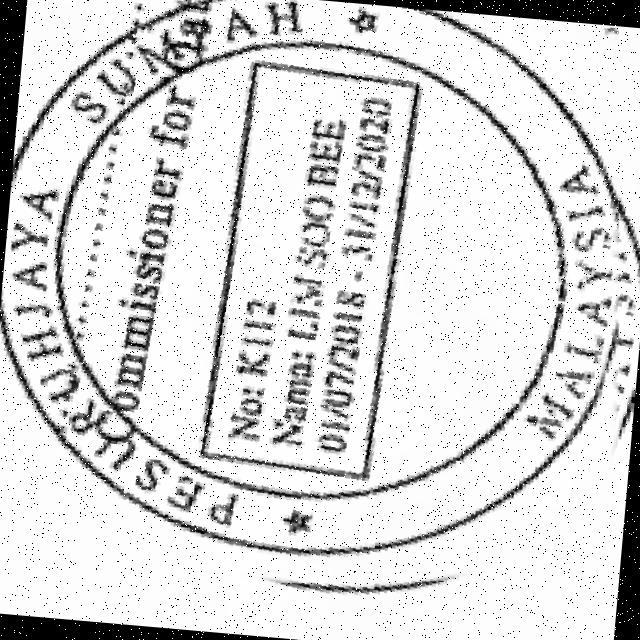 PESURUHJAYA SUMPAH
Commissioner for
No: K112
Nama: LIM SOO BEE
01/07/2018 - 31/12/2020
MALAYSIA